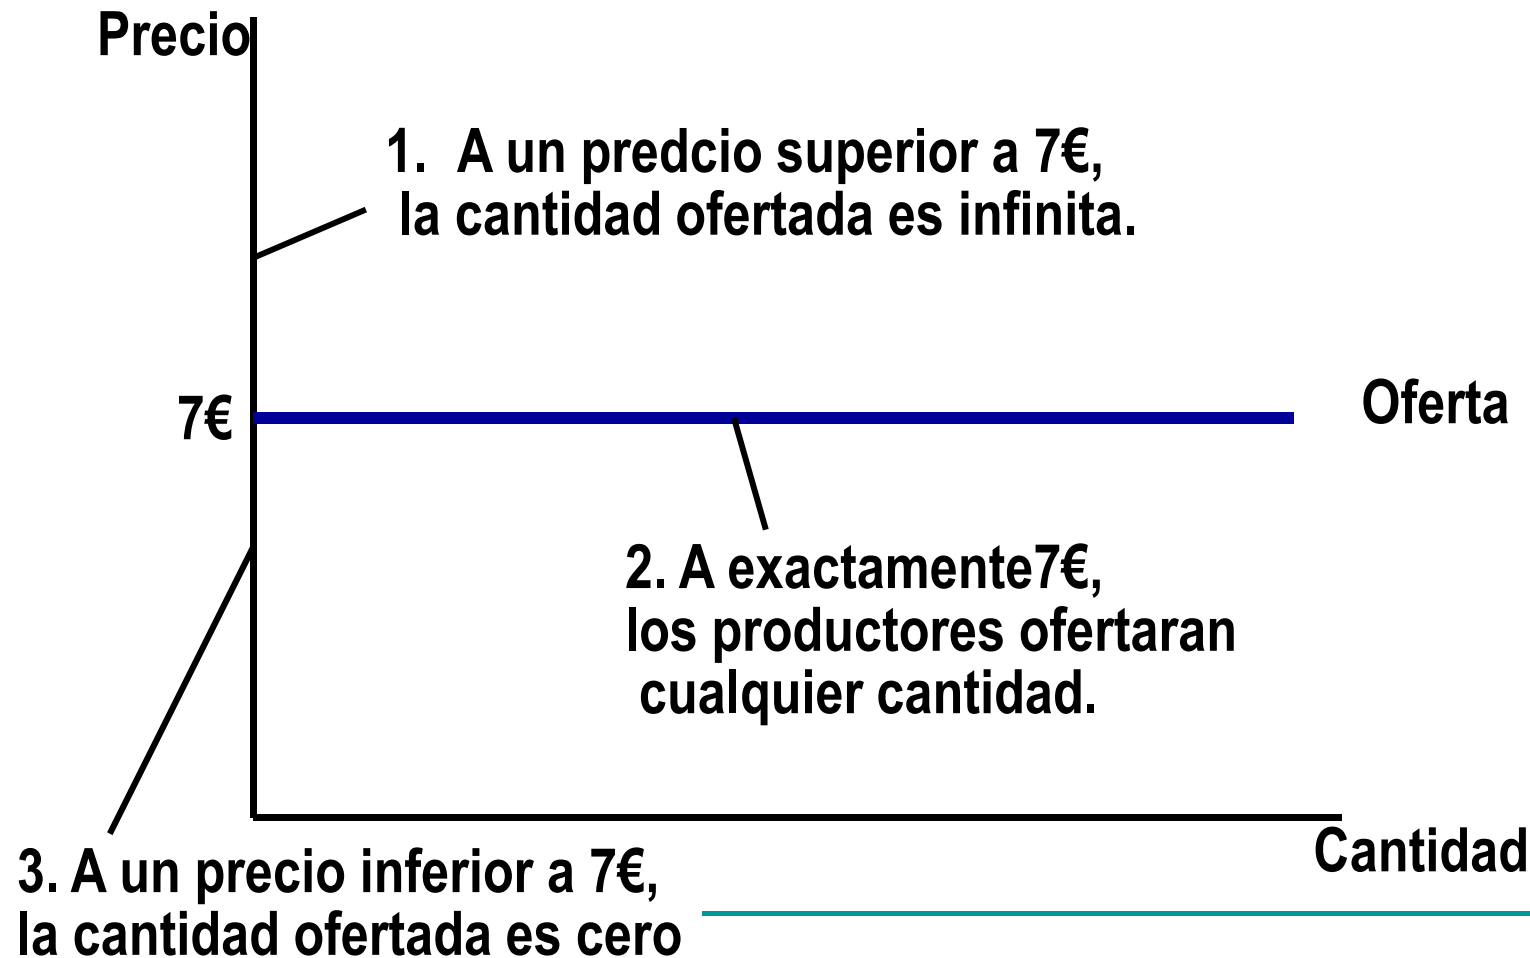 Precio
1. A un predcio superior a 7€,
la cantidad ofertada es infinita.
7€
Oferta
2. A exactamente7€,
los productores ofertaran
cualquier cantidad.
Cantidad
3. A un precio inferior a 7€,
la cantidad ofertada es cero